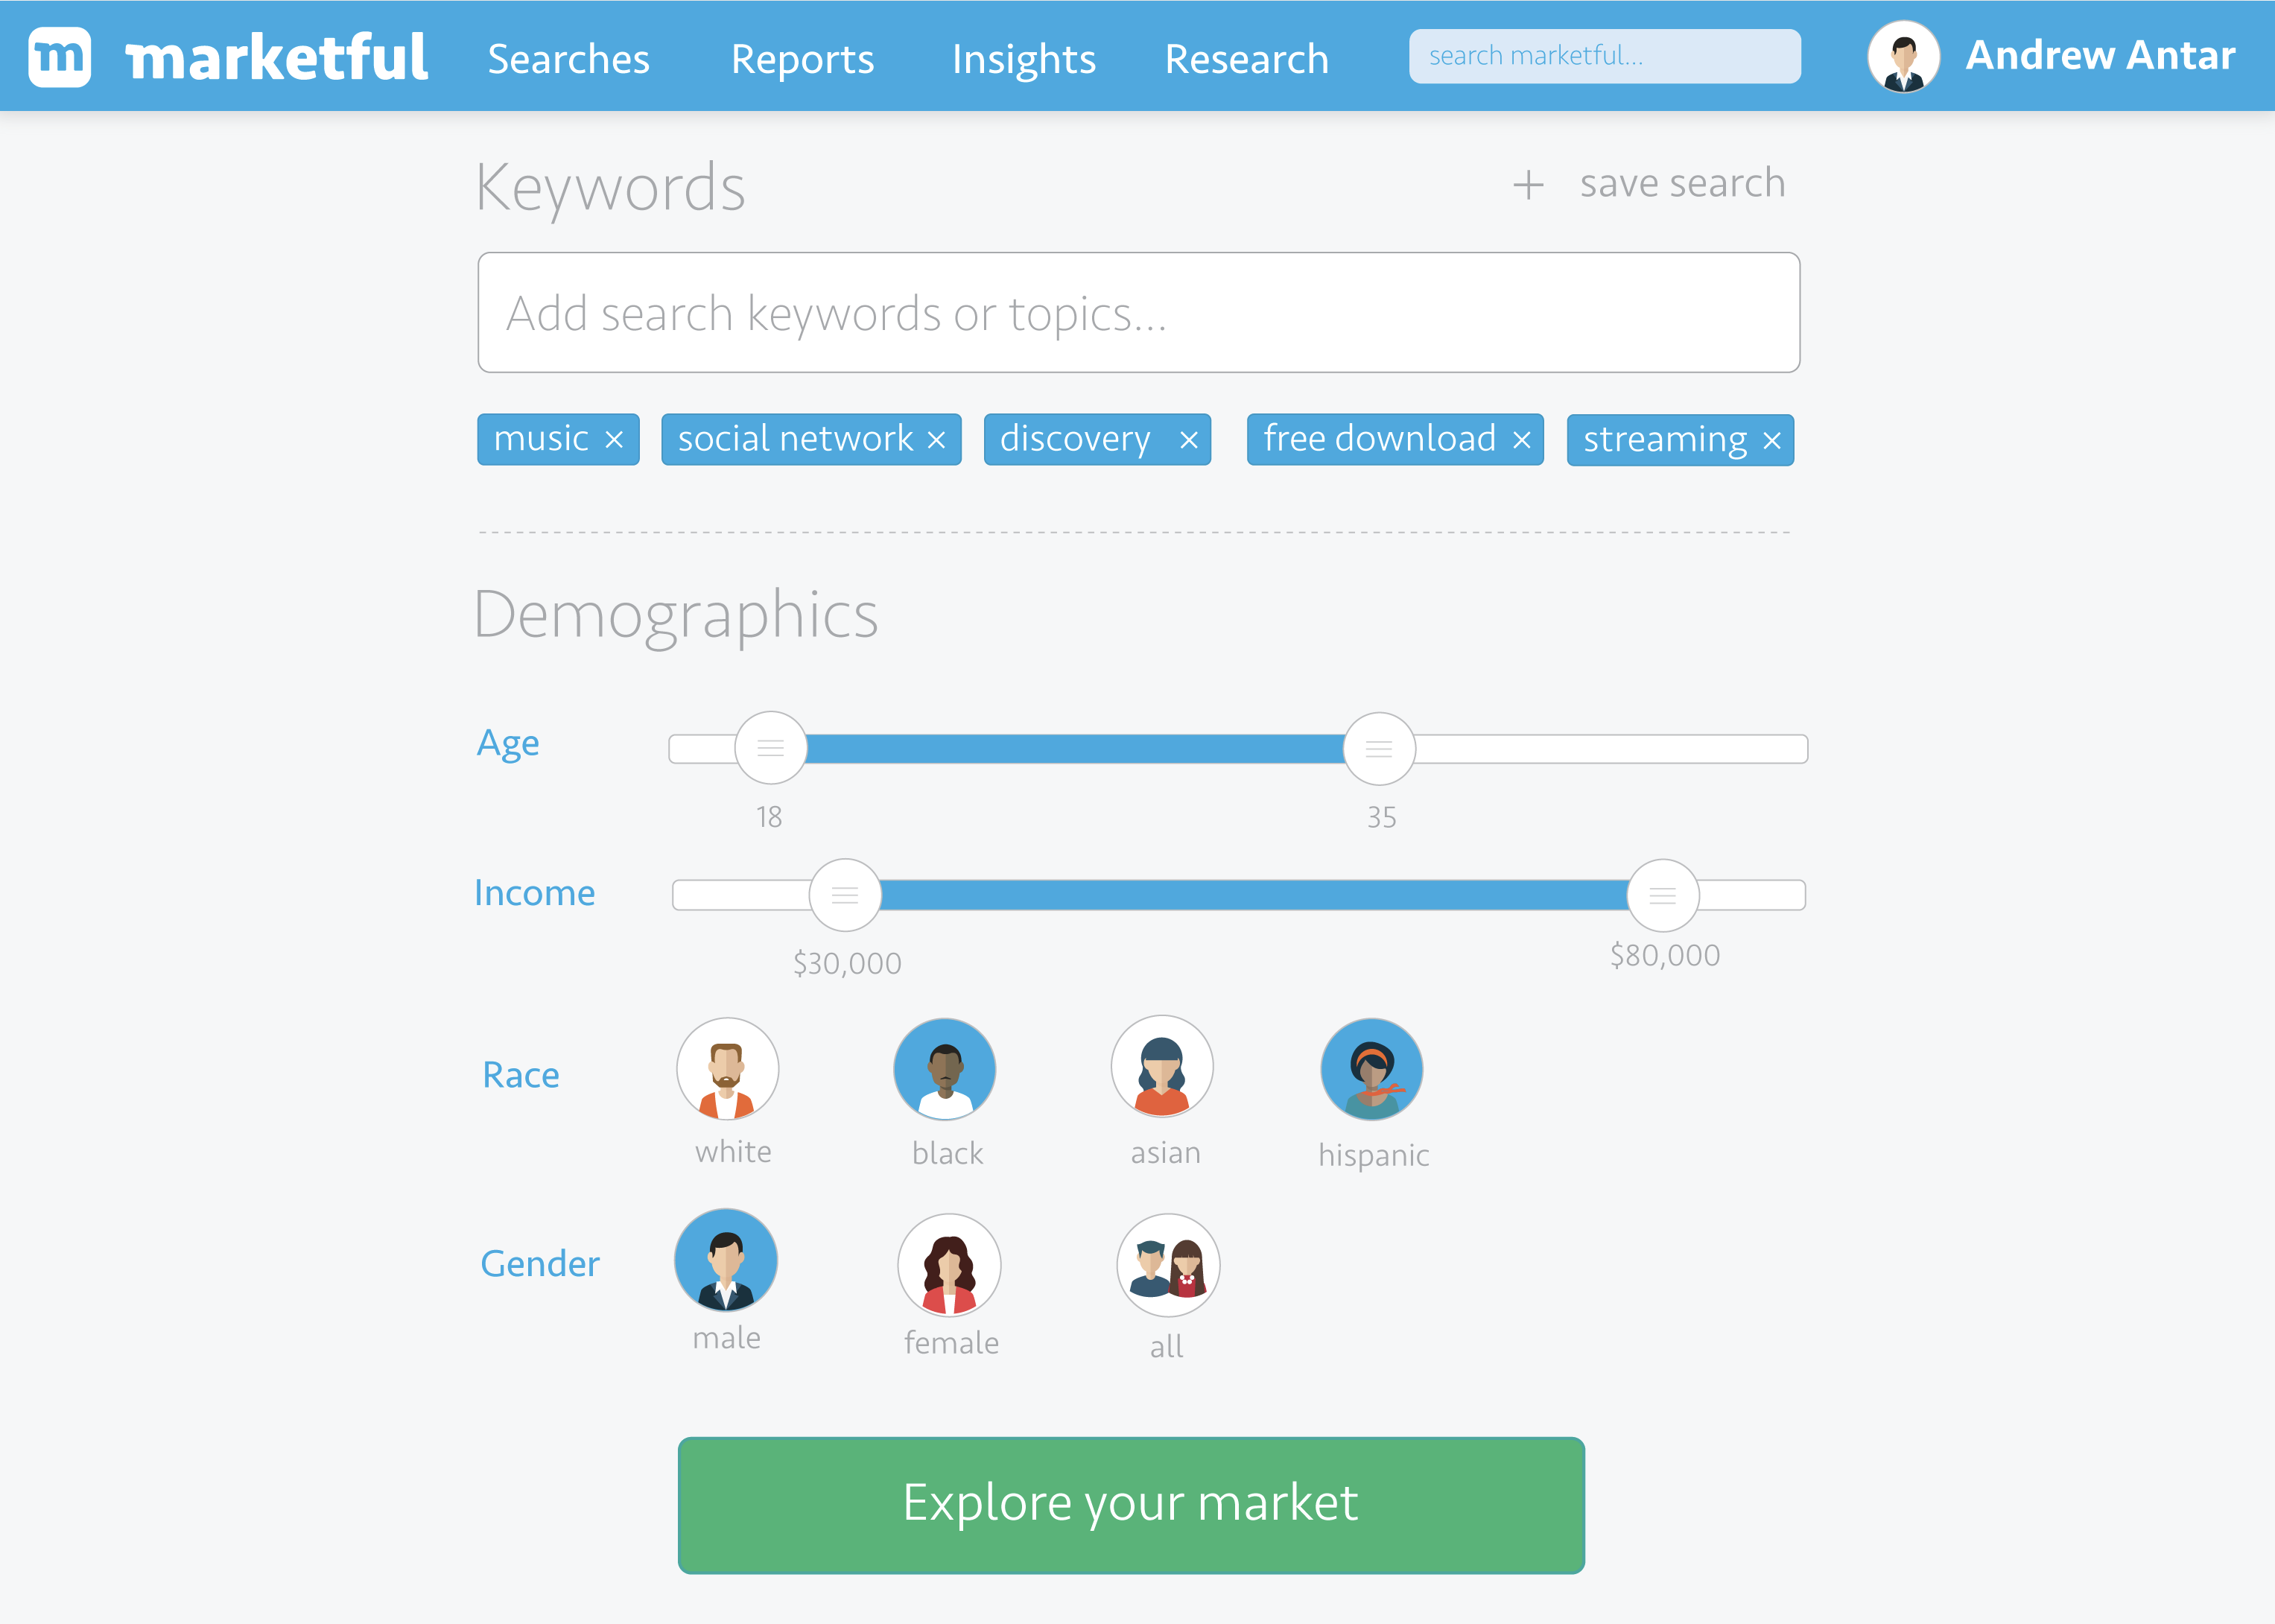 m marketful Searches Reports Insights Research search marketful... Andrew Antar
Keywords + save search
Add search keywords or topics...
music × social network × discovery × free download × streaming ×
Demographics
Age
18 35
Income
$30,000 $80,000
Race
white black asian hispanic
Gender
male female all
Explore your market